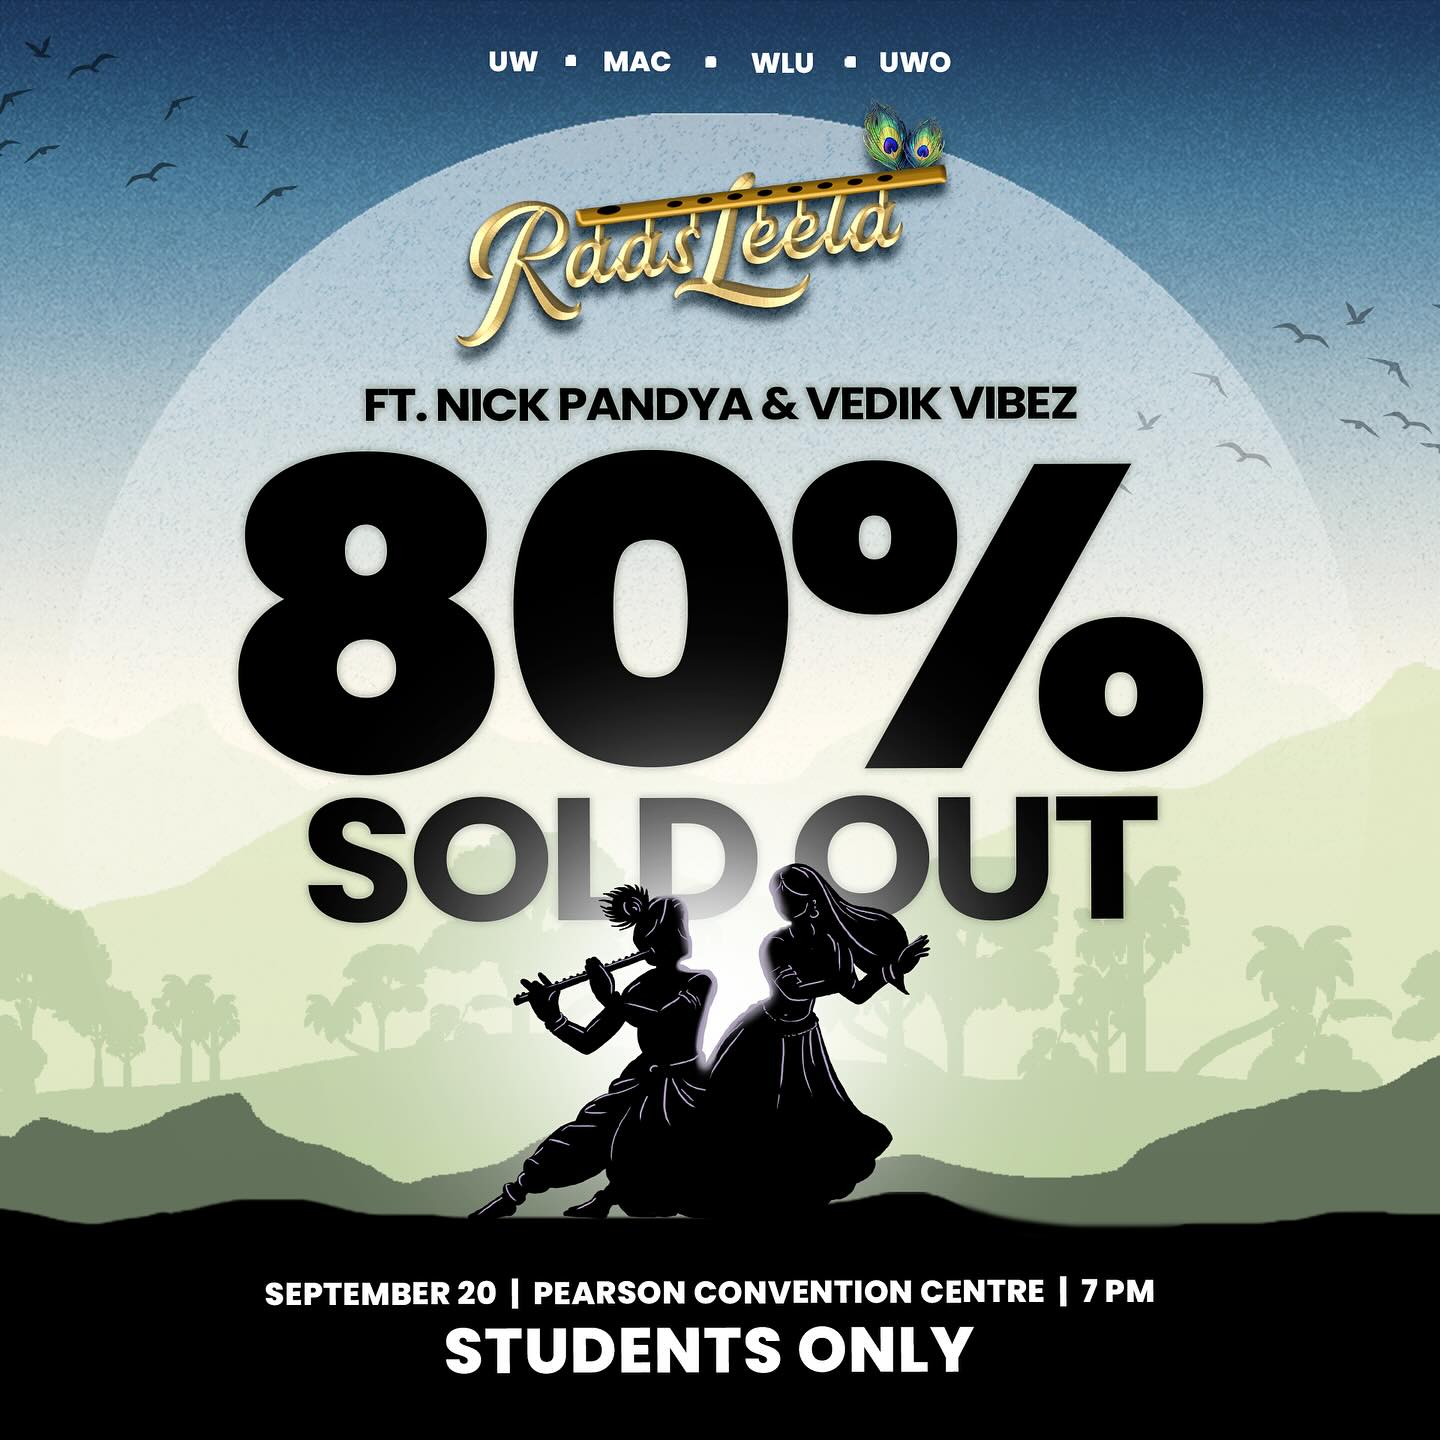 UW • MAC • WLU • UWO
RaasLeela
FT. NICK PANDYA & VEDIK VIBEZ
80%
SOLD OUT
SEPTEMBER 20 | PEARSON CONVENTION CENTRE | 7 PM
STUDENTS ONLY